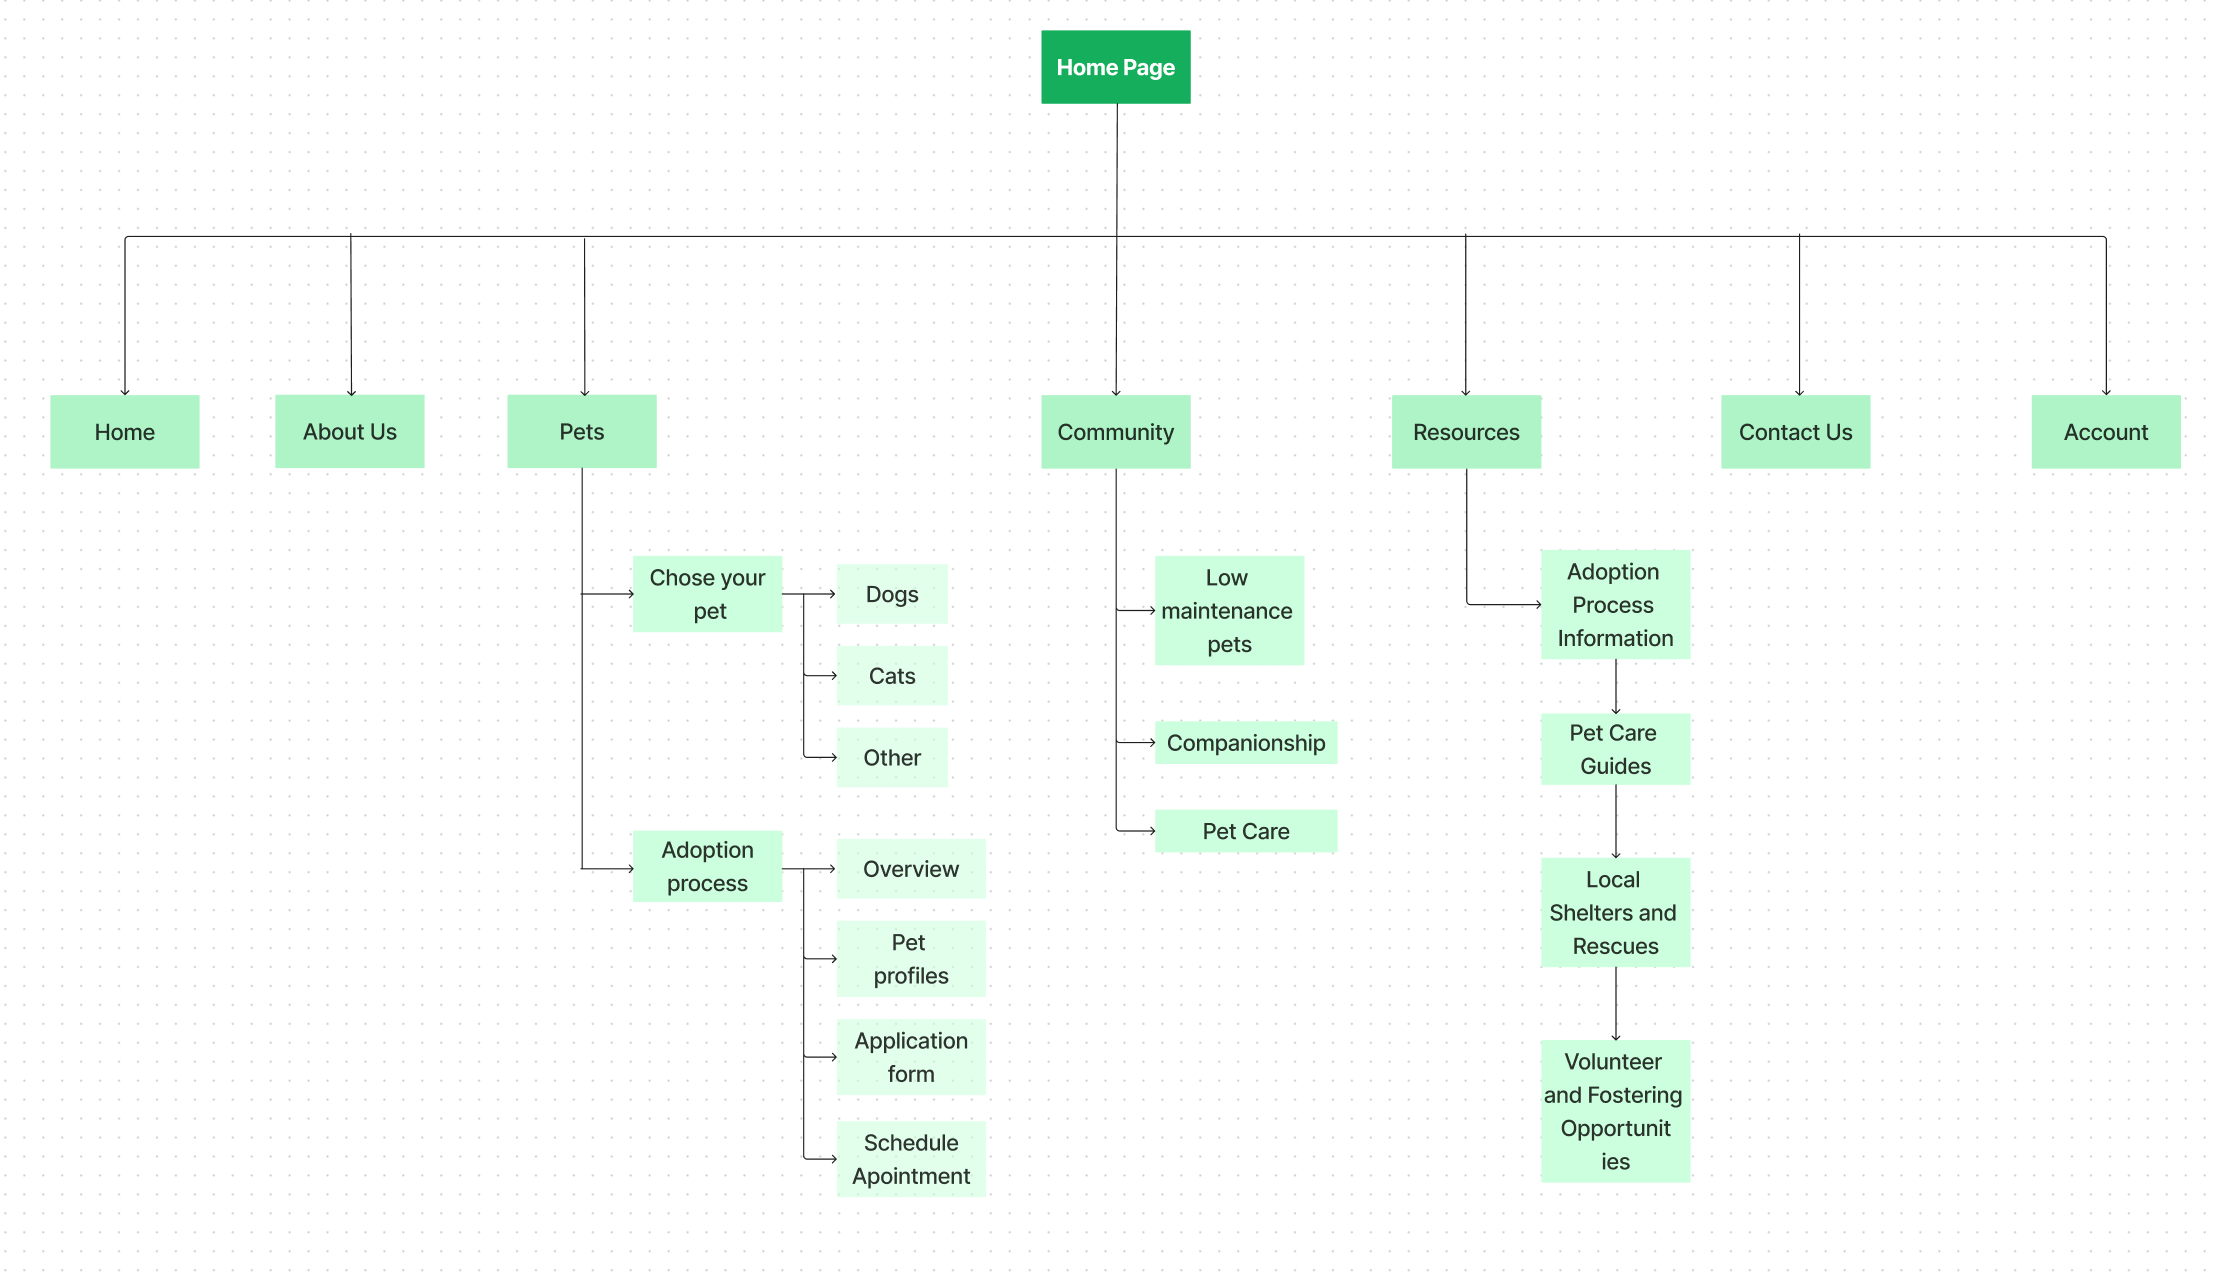 Home Page
Home
About Us
Pets
Community
Resources
Contact Us
Account
Chose your
pet
Dogs
Cats
Other
Adoption
process
Overview
Pet
profiles
Application
form
Schedule
Apointment
Low
maintenance
pets
Companionship
Pet Care
Adoption
Process
Information
Pet Care
Guides
Local
Shelters and
Rescues
Volunteer
and Fostering
Opportunit
ies